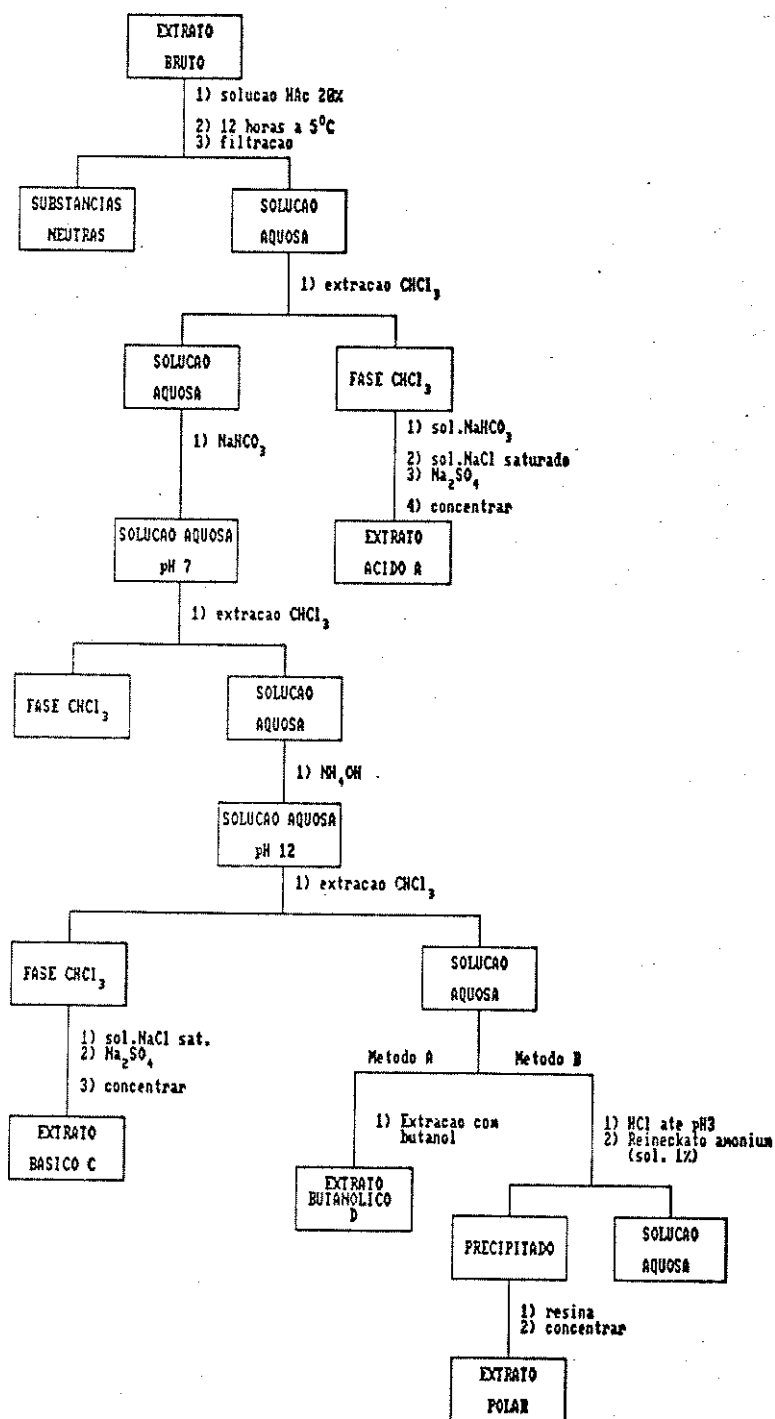 EXTRATO
BRUTO
1) solucao HAc 20%
2) 12 horas a 5⁰C
3) filtracao
SUBSTANCIAS
NEUTRAS
SOLUCAO
AQUOSA
1) extracao CHCl₃
SOLUCAO
AQUOSA
FASE CHCl₃
1) NaHCO₃
1) sol.NaHCO₃
2) sol.NaCl saturado
3) Na₂SO₄
4) concentrar
SOLUCAO AQUOSA
pH 7
EXTRATO
ACIDO A
1) extracao CHCl₃
FASE CHCl₃
SOLUCAO
AQUOSA
1) NH₄OH
SOLUCAO AQUOSA
pH 12
1) extracao CHCl₃
FASE CHCl₃
SOLUCAO
AQUOSA
1) sol.NaCl sat.
2) Na₂SO₄
3) concentrar
Metodo A
Metodo B
EXTRATO
BASICO C
1) Extracao com
butanol
1) HCl ate pH3
2) Reineckato amonium
(sol. 1%)
EXTRATO
BUTANOLICO
D
PRECIPITADO
SOLUCAO
AQUOSA
1) resina
2) concentrar
EXTRATO
POLAR